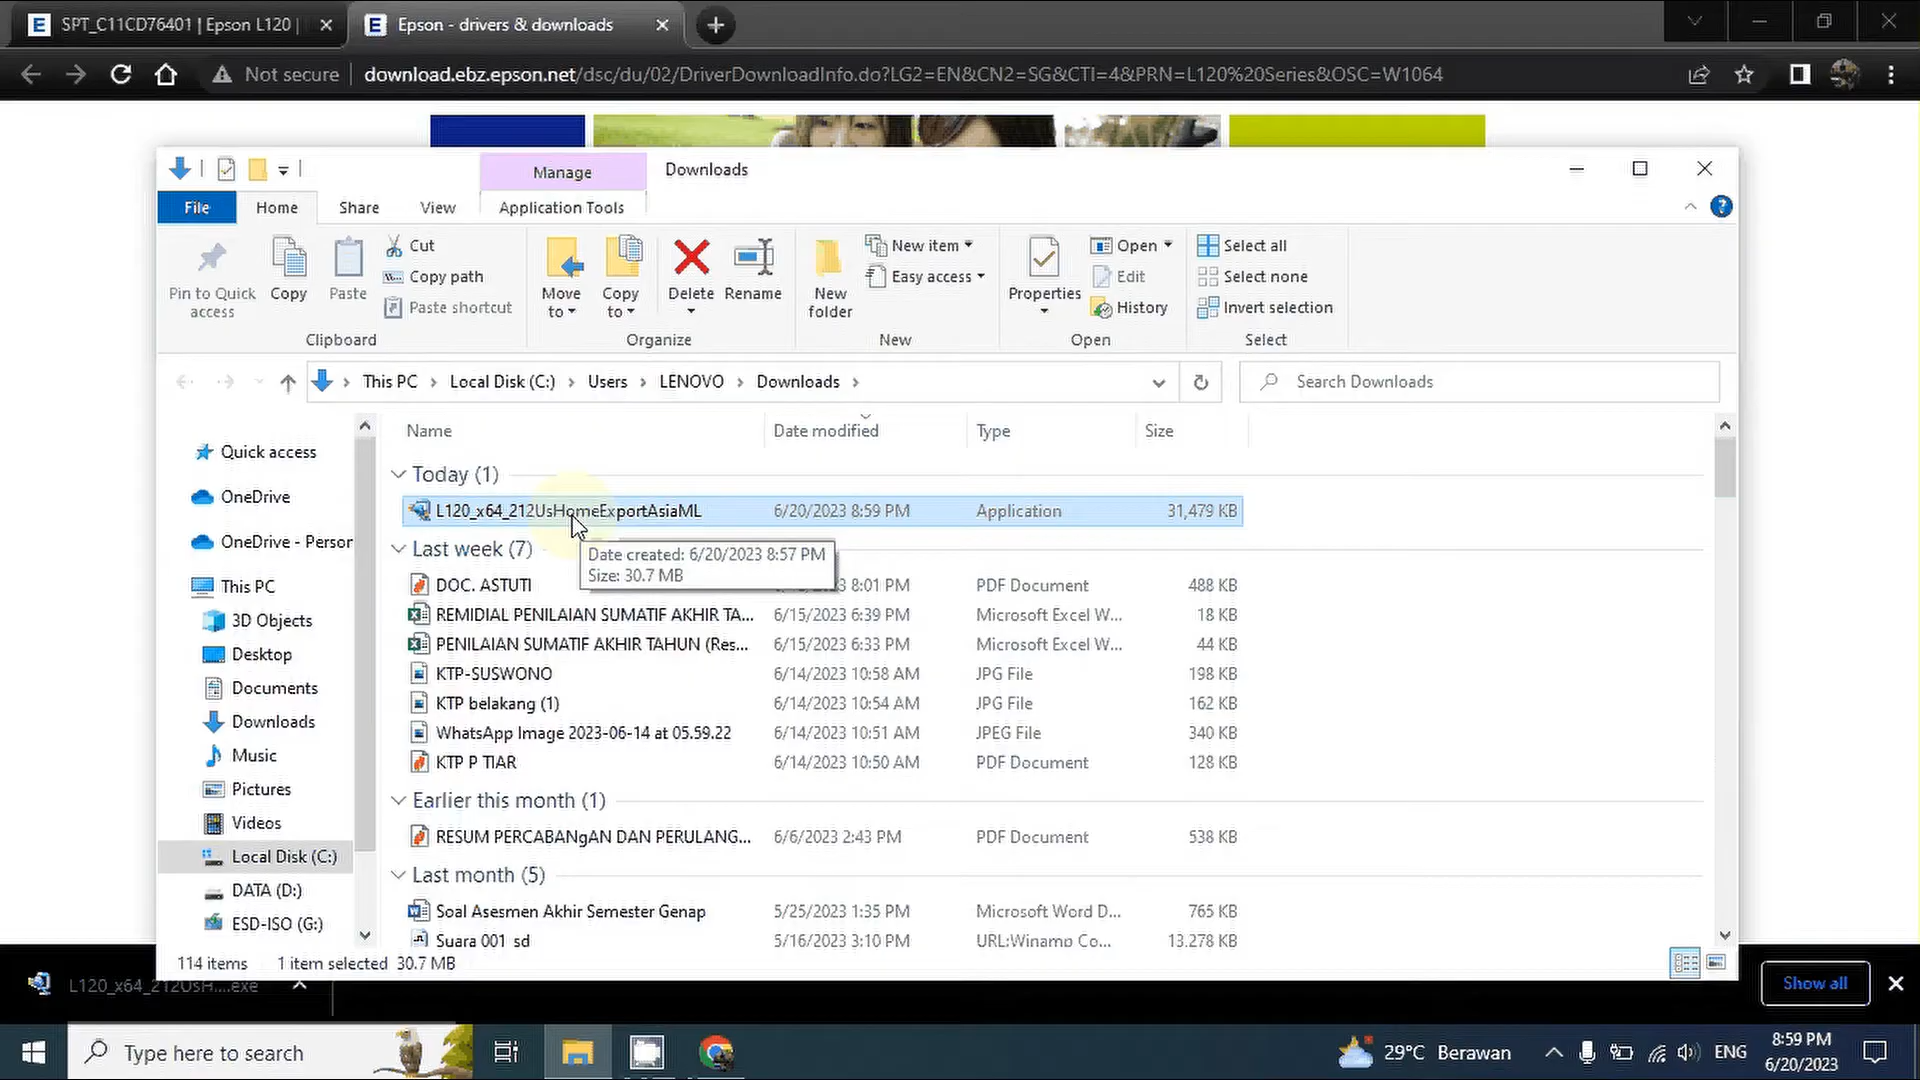 SPT_C11CD76401 | Epson L120 |
Epson - drivers & downloads
Not secure
download.ebz.epson.net/dsc/du/02/DriverDownloadInfo.do?LG2=EN&CN2=SG&CTI=4&PRN=L120%20Series&OSC=W1064
Manage
Downloads
File
Home
Share
View
Application Tools
Pin to Quick access
Copy
Paste
Cut
Copy path
Paste shortcut
Clipboard
Move to
Copy to
Delete
Rename
Organize
New folder
New item
Easy access
New
Properties
Open
Edit
History
Open
Select all
Select none
Invert selection
Select
This PC
Local Disk (C:)
Users
LENOVO
Downloads
Search Downloads
Quick access
OneDrive
OneDrive - Person
This PC
3D Objects
Desktop
Documents
Downloads
Music
Pictures
Videos
Local Disk (C:)
DATA (D:)
ESD-ISO (G:)
Name Date modified Type Size
Today (1)
L120_x64_212UsHomeExportAsiaML 6/20/2023 8:59 PM Application 31,479 KB
Last week (7)
Date created: 6/20/2023 8:57 PM
Size: 30.7 MB
DOC. ASTUTI 8:01 PM PDF Document 488 KB
REMIDIAL PENILAIAN SUMATIF AKHIR TA... 6/15/2023 6:39 PM Microsoft Excel W... 18 KB
PENILAIAN SUMATIF AKHIR TAHUN (Res... 6/15/2023 6:33 PM Microsoft Excel W... 44 KB
KTP-SUSWONO 6/14/2023 10:58 AM JPG File 198 KB
KTP belakang (1) 6/14/2023 10:54 AM JPG File 162 KB
WhatsApp Image 2023-06-14 at 05.59.22 6/14/2023 10:51 AM JPEG File 340 KB
KTP P TIAR 6/14/2023 10:50 AM PDF Document 128 KB
Earlier this month (1)
RESUM PERCABANgAN DAN PERULANG... 6/6/2023 2:43 PM PDF Document 538 KB
Last month (5)
Soal Asesmen Akhir Semester Genap 5/25/2023 1:35 PM Microsoft Word D... 765 KB
Suara 001_sd 5/16/2023 3:10 PM URL:Winamp Co... 13,278 KB
114 items 1 item selected 30.7 MB
L120_x64_212UsH....exe
Show all
Type here to search
29°C Berawan
ENG
8:59 PM
6/20/2023